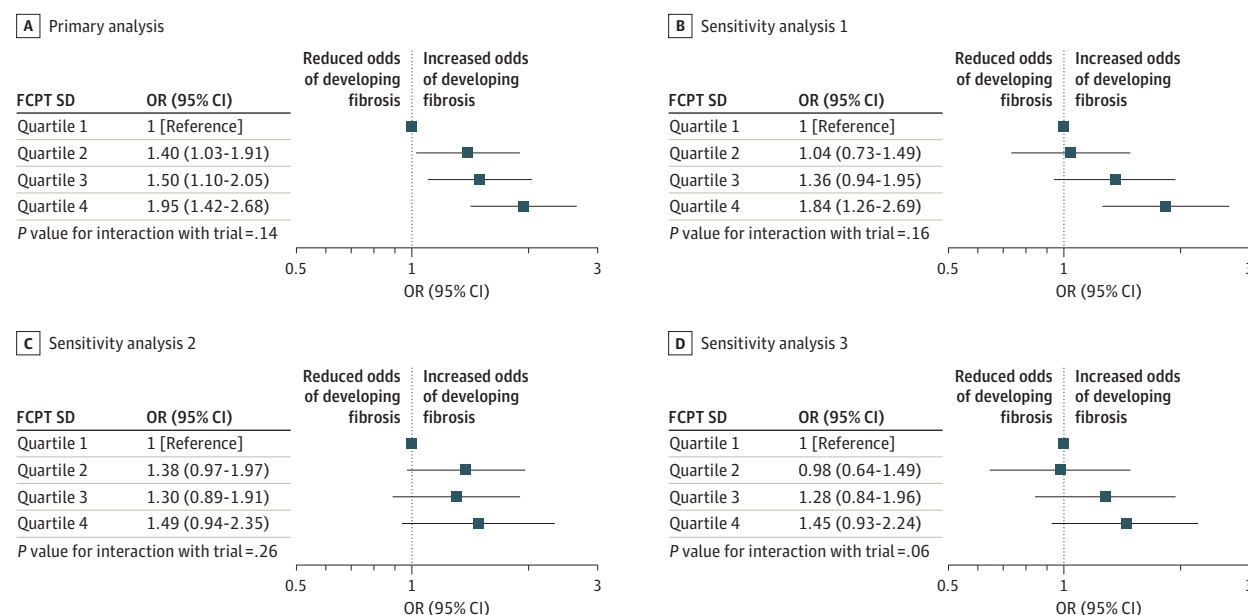 A Primary analysis
Reduced odds of developing fibrosis
Increased odds of developing fibrosis
FCPT SD OR (95% CI)
Quartile 1 1 [Reference]
Quartile 2 1.40 (1.03-1.91)
Quartile 3 1.50 (1.10-2.05)
Quartile 4 1.95 (1.42-2.68)
P value for interaction with trial=.14
0.5 1 3
OR (95% CI)
B Sensitivity analysis 1
Reduced odds of developing fibrosis
Increased odds of developing fibrosis
FCPT SD OR (95% CI)
Quartile 1 1 [Reference]
Quartile 2 1.04 (0.73-1.49)
Quartile 3 1.36 (0.94-1.95)
Quartile 4 1.84 (1.26-2.69)
P value for interaction with trial=.16
0.5 1 3
OR (95% CI)
C Sensitivity analysis 2
Reduced odds of developing fibrosis
Increased odds of developing fibrosis
FCPT SD OR (95% CI)
Quartile 1 1 [Reference]
Quartile 2 1.38 (0.97-1.97)
Quartile 3 1.30 (0.89-1.91)
Quartile 4 1.49 (0.94-2.35)
P value for interaction with trial=.26
0.5 1 3
OR (95% CI)
D Sensitivity analysis 3
Reduced odds of developing fibrosis
Increased odds of developing fibrosis
FCPT SD OR (95% CI)
Quartile 1 1 [Reference]
Quartile 2 0.98 (0.64-1.49)
Quartile 3 1.28 (0.84-1.96)
Quartile 4 1.45 (0.93-2.24)
P value for interaction with trial=.06
0.5 1 3
OR (95% CI)